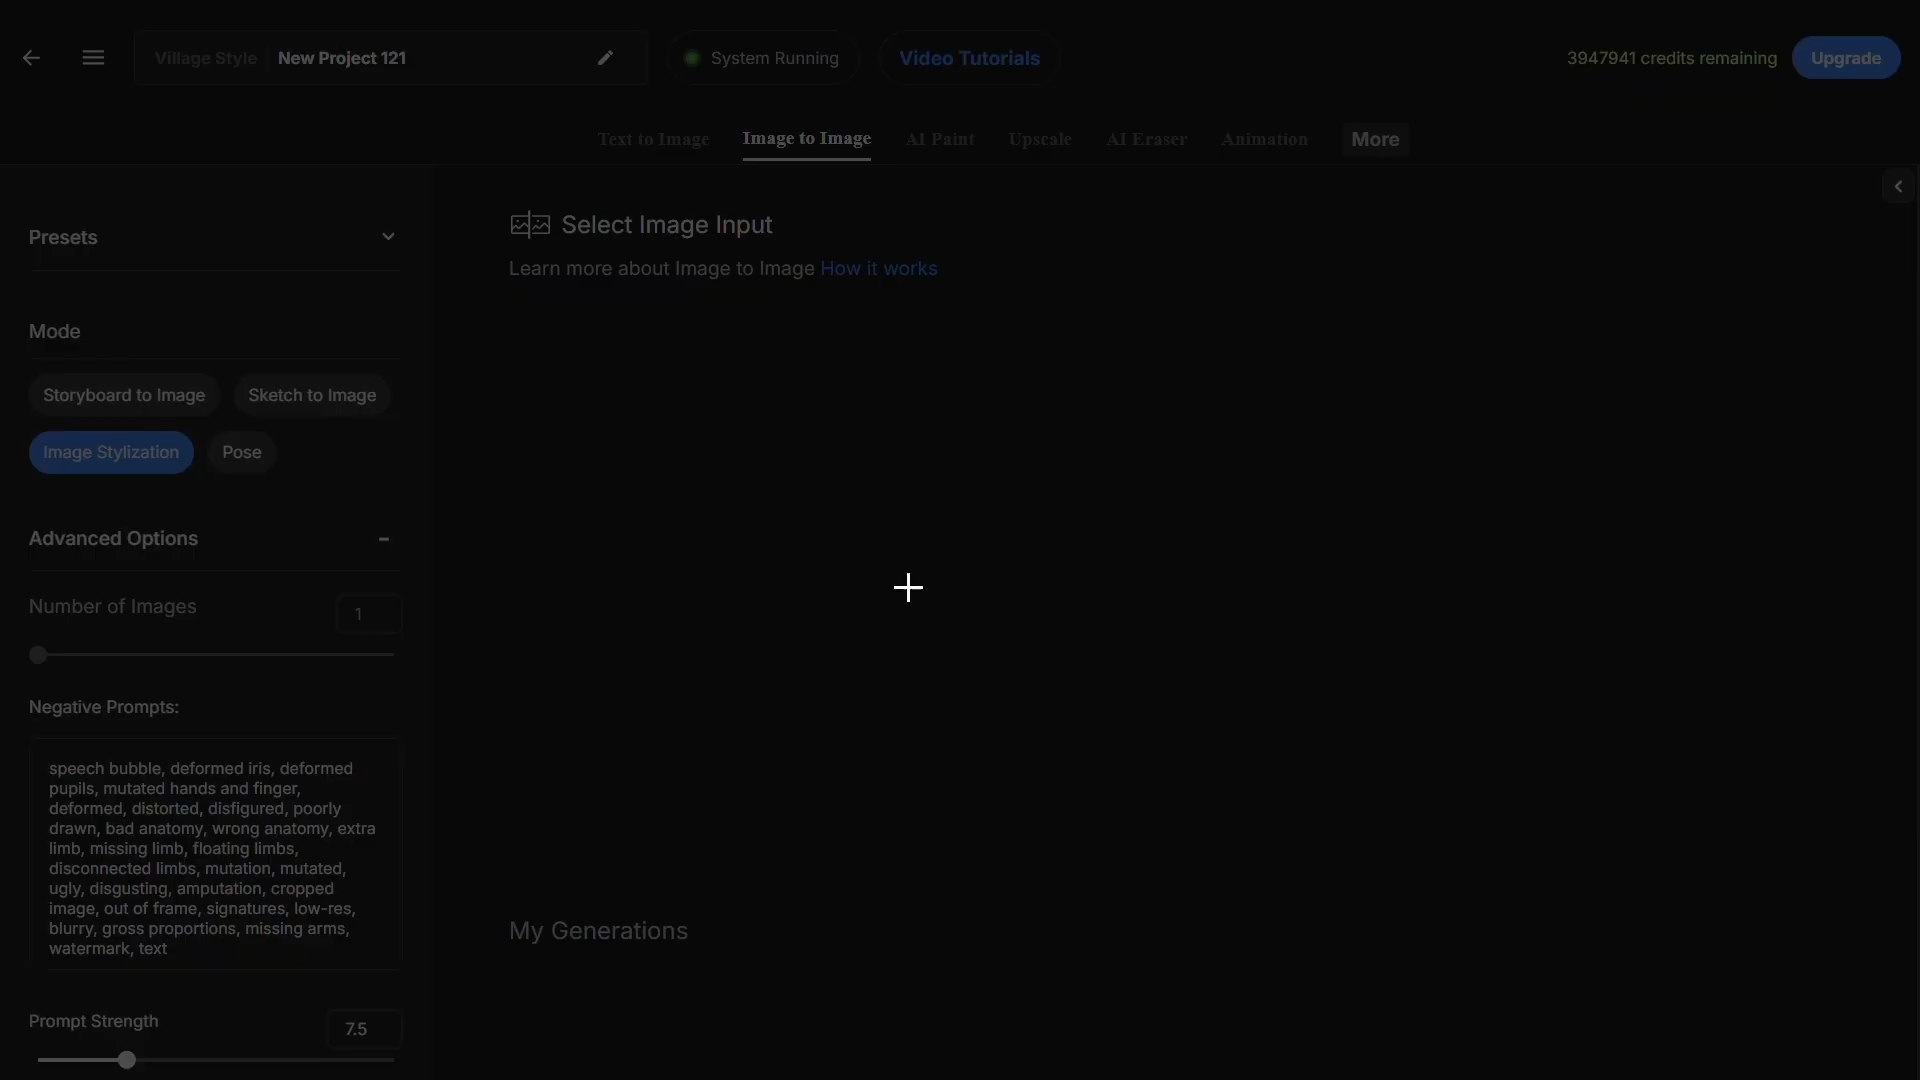 Village Style New Project 121
System Running
Video Tutorials
3947941 credits remaining
Upgrade
Text to Image
Image to Image
AI Paint
Upscale
AI Eraser
Animation
More
Presets
Select Image Input
Learn more about Image to Image How it works
Mode
Storyboard to Image
Sketch to Image
Image Stylization
Pose
Advanced Options
Number of Images
1
Negative Prompts:
speech bubble, deformed iris, deformed
pupils, mutated hands and finger,
deformed, distorted, disfigured, poorly
drawn, bad anatomy, wrong anatomy, extra
limb, missing limb, floating limbs,
disconnected limbs, mutation, mutated,
ugly, disgusting, amputation, cropped
image, out of frame, signatures, low-res,
blurry, gross proportions, missing arms,
watermark, text
My Generations
Prompt Strength
7.5